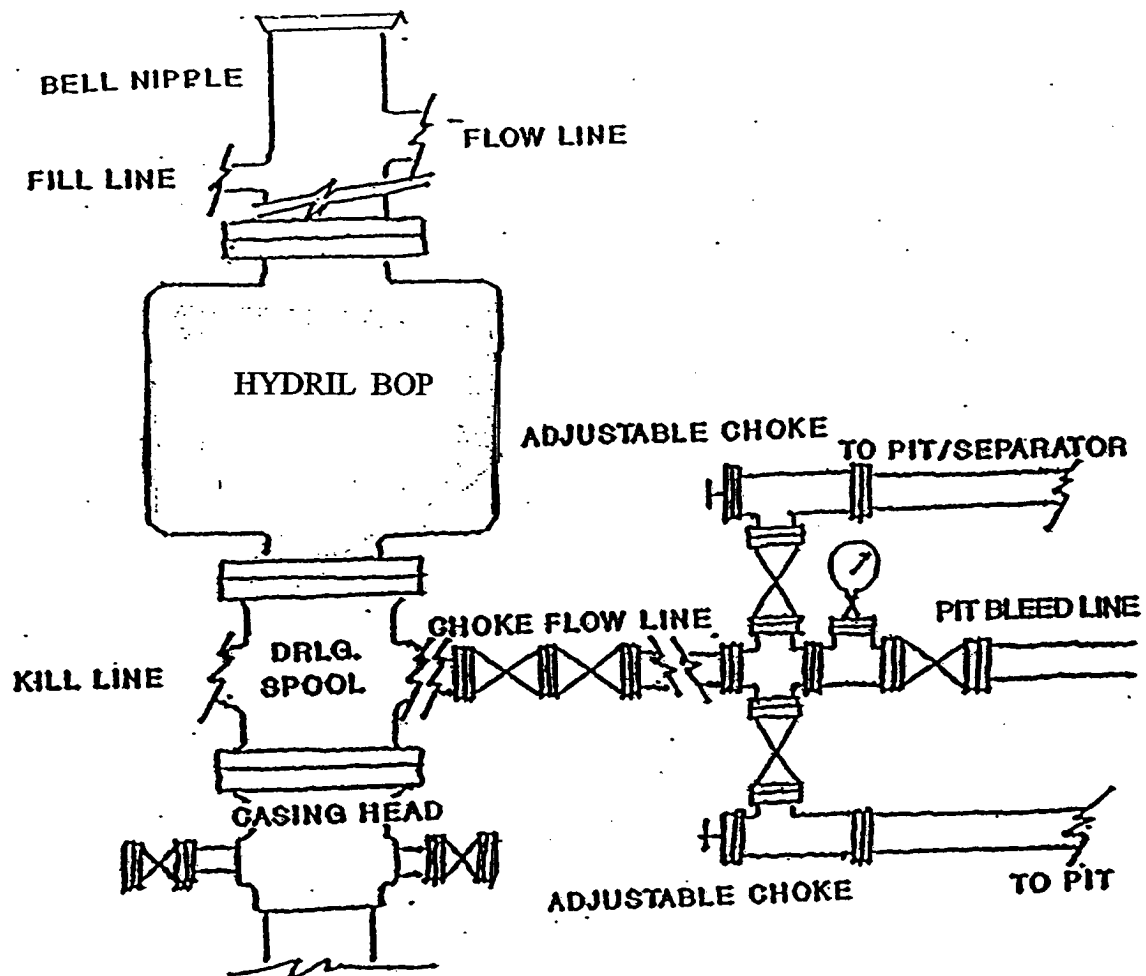 BELL NIPPLE
FLOW LINE
FILL LINE
HYDRIL BOP
ADJUSTABLE CHOKE
TO PIT/SEPARATOR
CHOKE FLOW LINE
PIT BLEED LINE
KILL LINE
DRLG.
SPOOL
CASING HEAD
ADJUSTABLE CHOKE
TO PIT